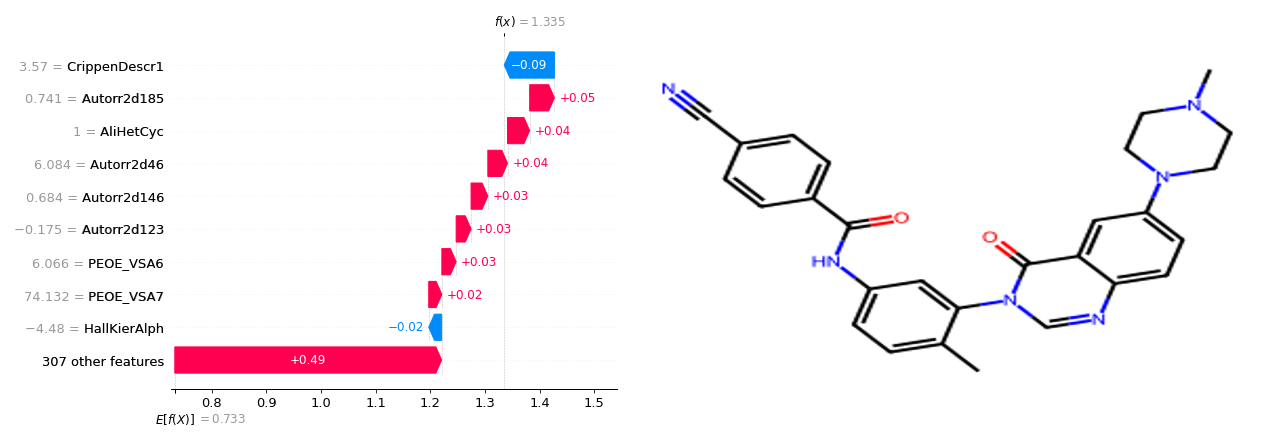 f(x) = 1.335
3.57 = CrippenDescr1
−0.09
0.741 = Autorr2d185
+0.05
1 = AliHetCyc
+0.04
6.084 = Autorr2d46
+0.04
0.684 = Autorr2d146
+0.03
−0.175 = Autorr2d123
+0.03
6.066 = PEOE_VSA6
+0.03
74.132 = PEOE_VSA7
+0.02
−4.48 = HallKierAlph
−0.02
307 other features
+0.49
0.8 0.9 1.0 1.1 1.2 1.3 1.4 1.5
E[f(X)] = 0.733
N
O
HN
O
N
N
N
N